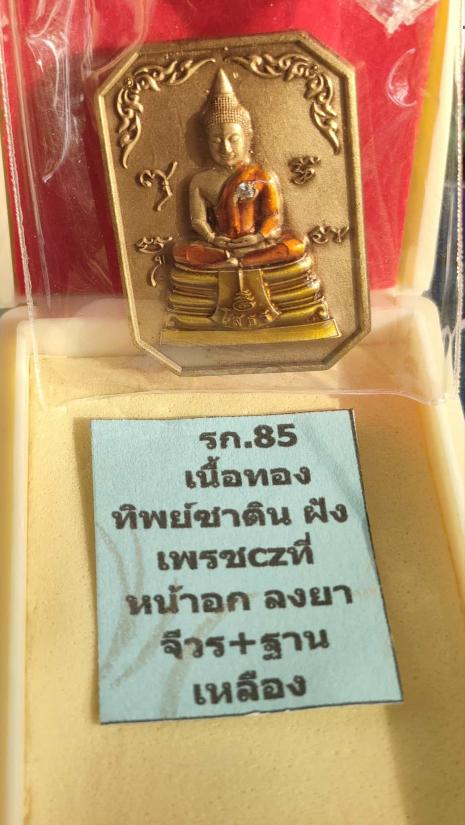 รก.85
เนื้อทอง
ทิพย์ซาติน ฝัง
เพรชczที่
หน้าอก ลงยา
จีวร+ฐาน
เหลือง